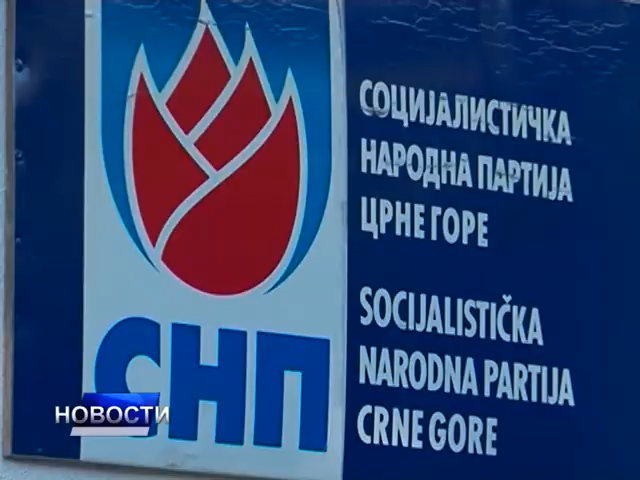 СОЦИЈАЛИСТИЧКА
НАРОДНА ПАРТИЈА
ЦРНЕ ГОРЕ
SOCIJALISTIČKA
NARODNA PARTIJA
CRNE GORE
СНП
НОВОСТИ